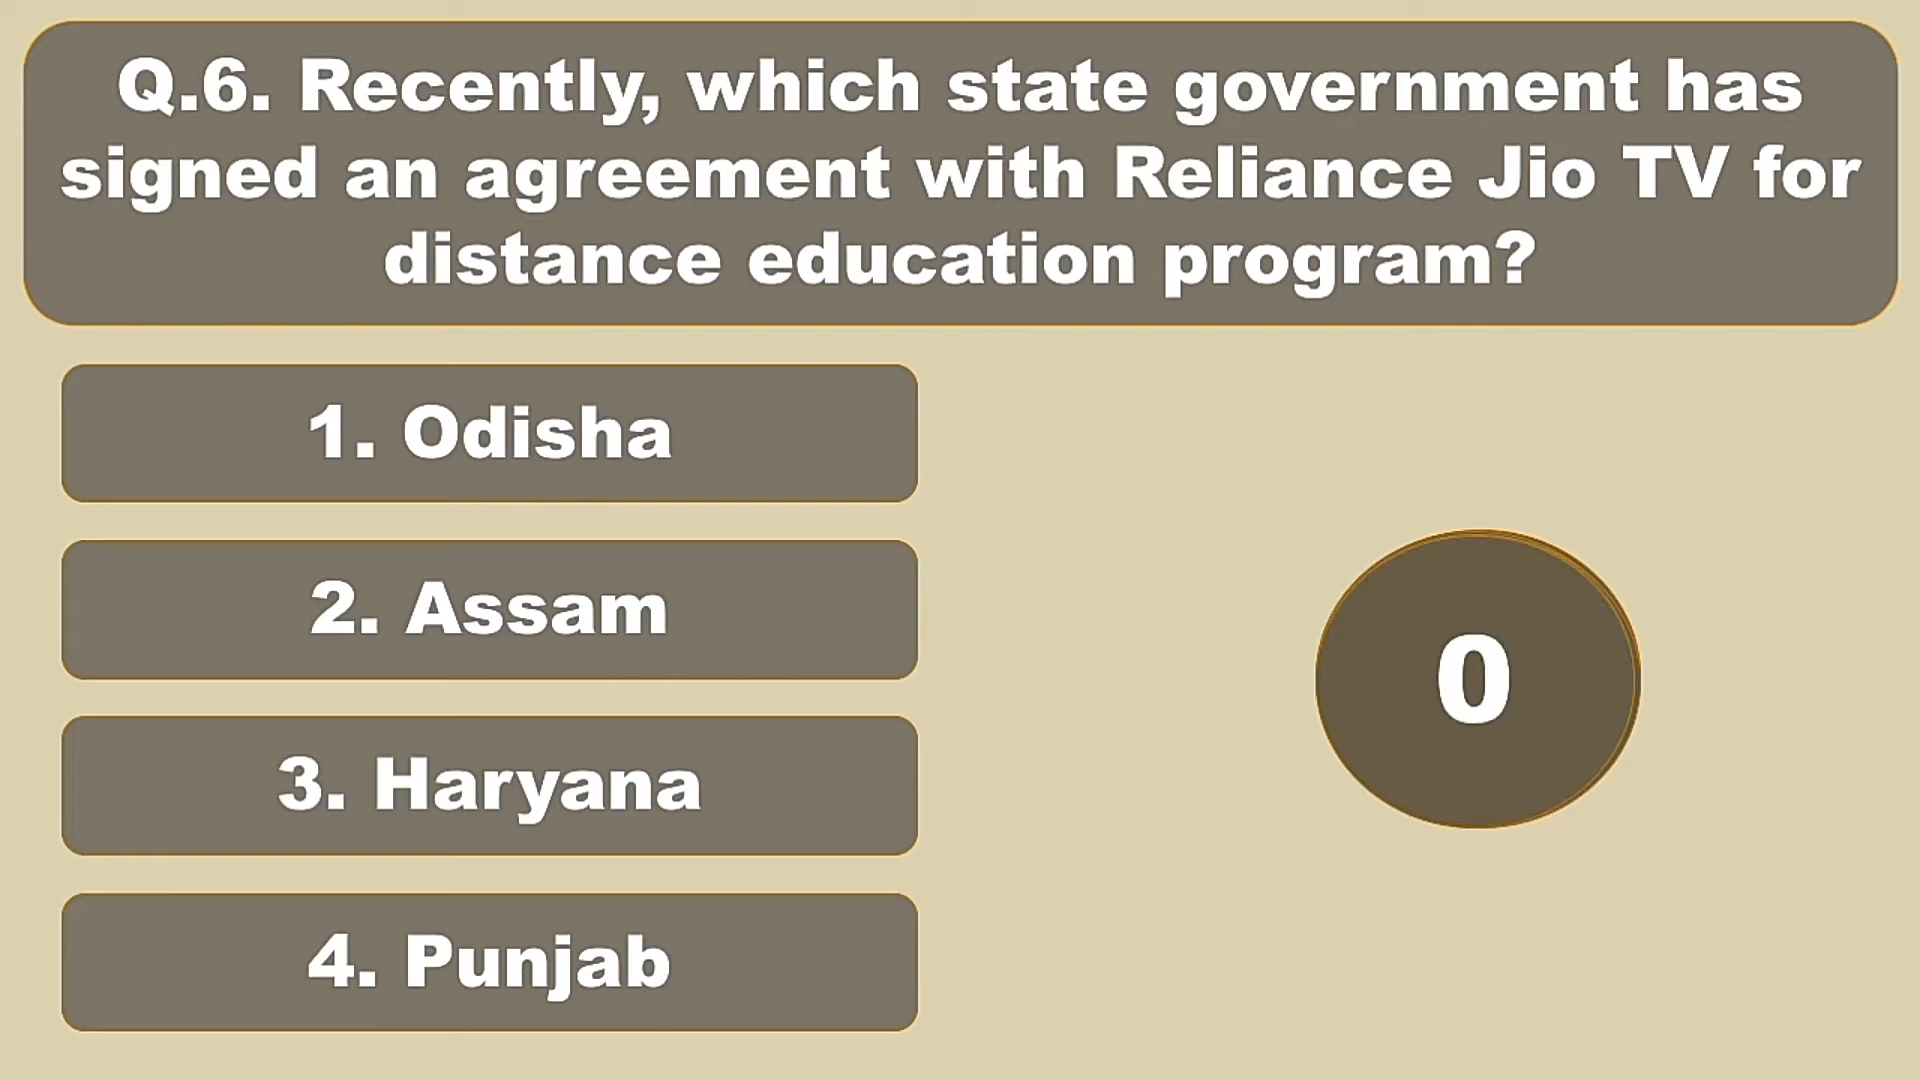 Q.6. Recently, which state government has
signed an agreement with Reliance Jio TV for
distance education program?
1. Odisha
2. Assam
3. Haryana
4. Punjab
0